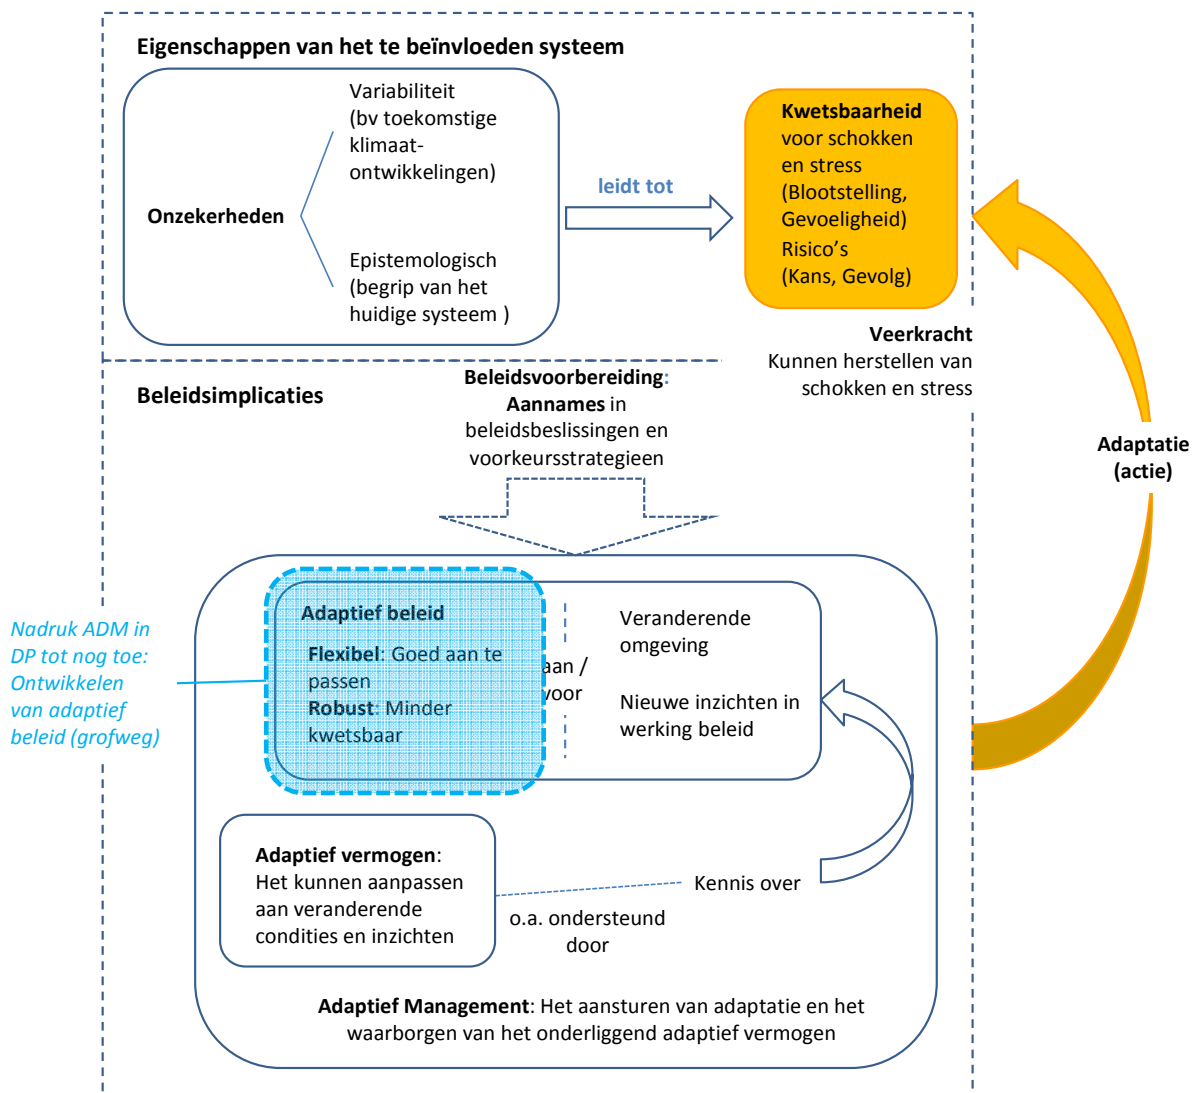 Eigenschappen van het te beïnvloeden systeem
Variabiliteit
(bv toekomstige
klimaat-
ontwikkelingen)
Onzekerheden
Epistemologisch
(begrip van het
huidige systeem )
leidt tot
Kwetsbaarheid
voor schokken
en stress
(Blootstelling,
Gevoeligheid)
Risico’s
(Kans, Gevolg)
Veerkracht
Kunnen herstellen van
schokken en stress
Adaptatie
(actie)
Beleidsimplicaties
Beleidsvoorbereiding:
Aannames in
beleidsbeslissingen en
voorkeursstrategieen
Nadruk ADM in
DP tot nog toe:
Ontwikkelen
van adaptief
beleid (grofweg)
Adaptief beleid
Flexibel: Goed aan te
passen
Robust: Minder
kwetsbaar
aan /
voor
Veranderende
omgeving
Nieuwe inzichten in
werking beleid
Adaptief vermogen:
Het kunnen aanpassen
aan veranderende
condities en inzichten
o.a. ondersteund
door
Kennis over
Adaptief Management: Het aansturen van adaptatie en het
waarborgen van het onderliggend adaptief vermogen